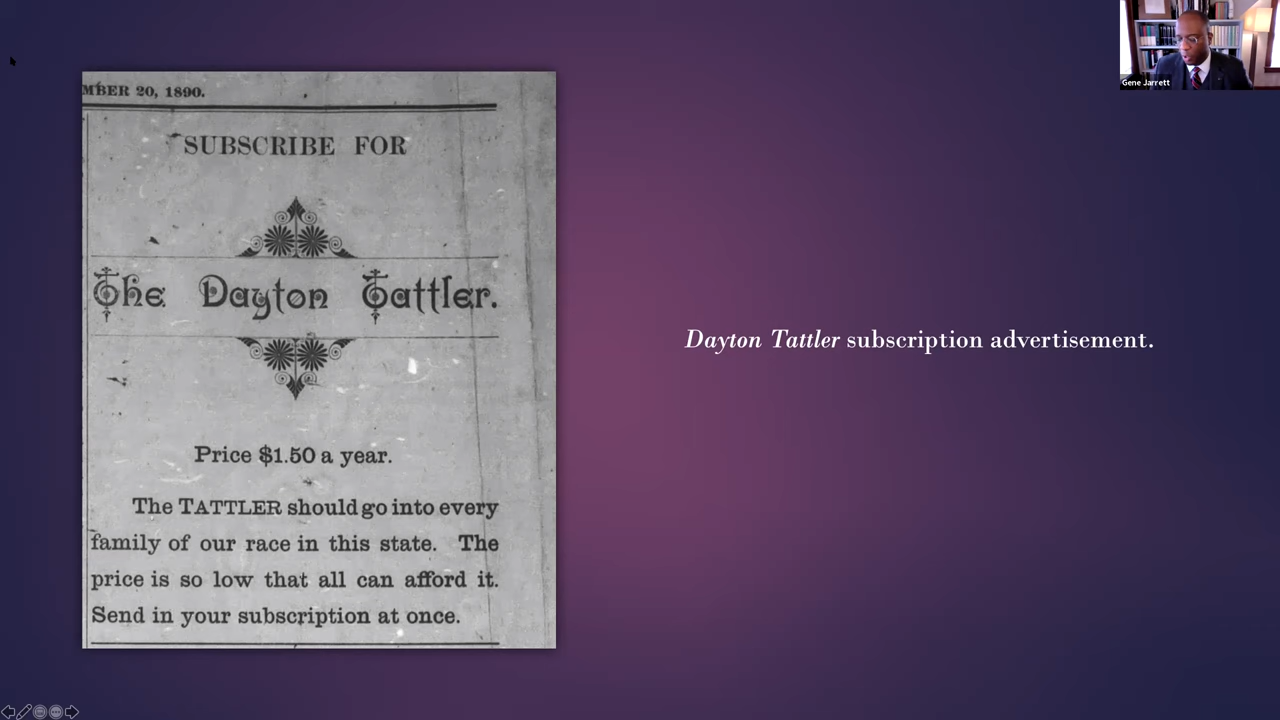 MBER 20, 1890.
SUBSCRIBE FOR
The Dayton Tattler.
Price $1.50 a year.
The TATTLER should go into every
family of our race in this state. The
price is so low that all can afford it.
Send in your subscription at once.
Dayton Tattler subscription advertisement.
Gene Jarrett